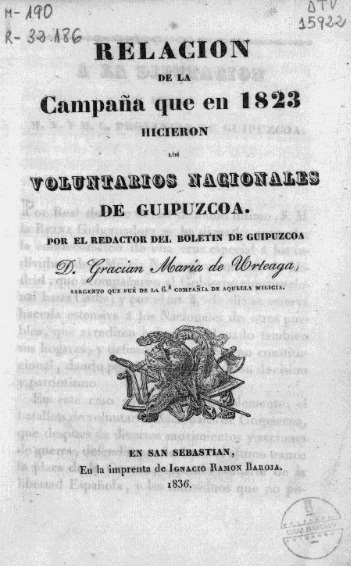 M-190
R-32.186
DTV
15922
RELACION
DE LA
Campaña que en 1823
HICIERON
LOS
VOLUNTARIOS NACIONALES
DE GUIPUZCOA.
POR EL REDACTOR DEL BOLETIN DE GUIPUZCOA
D. Gracian María de Urteaga,
SARGENTO QUE FUÉ DE LA 6.ª COMPAÑIA DE AQUELLA MILICIA.
EN SAN SEBASTIAN,
En la imprenta de IGNACIO RAMON BAROJA.
1836.